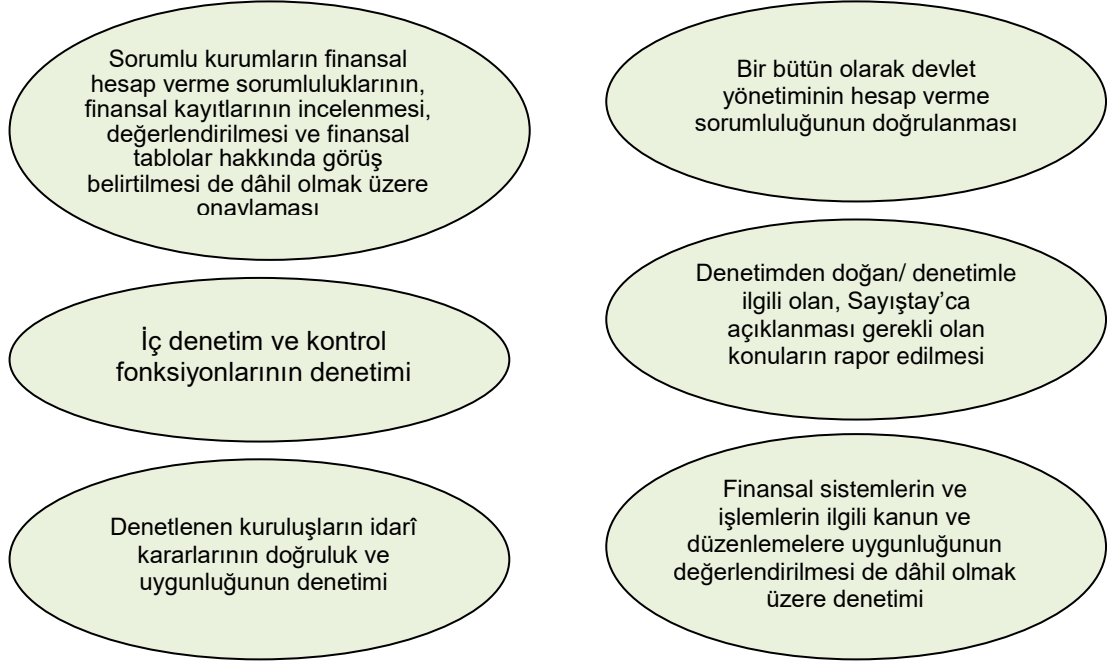 Sorumlu kurumların finansal
hesap verme sorumluluklarının,
finansal kayıtlarının incelenmesi,
değerlendirilmesi ve finansal
tablolar hakkında görüş
belirtilmesi de dâhil olmak üzere
onaylaması
İç denetim ve kontrol
fonksiyonlarının denetimi
Denetlenen kuruluşların idarî
kararlarının doğruluk ve
uygunluğunun denetimi
Bir bütün olarak devlet
yönetiminin hesap verme
sorumluluğunun doğrulanması
Denetimden doğan/ denetimle
ilgili olan, Sayıştay’ca
açıklanması gerekli olan
konuların rapor edilmesi
Finansal sistemlerin ve
işlemlerin ilgili kanun ve
düzenlemelere uygunluğunun
değerlendirilmesi de dâhil olmak
üzere denetimi